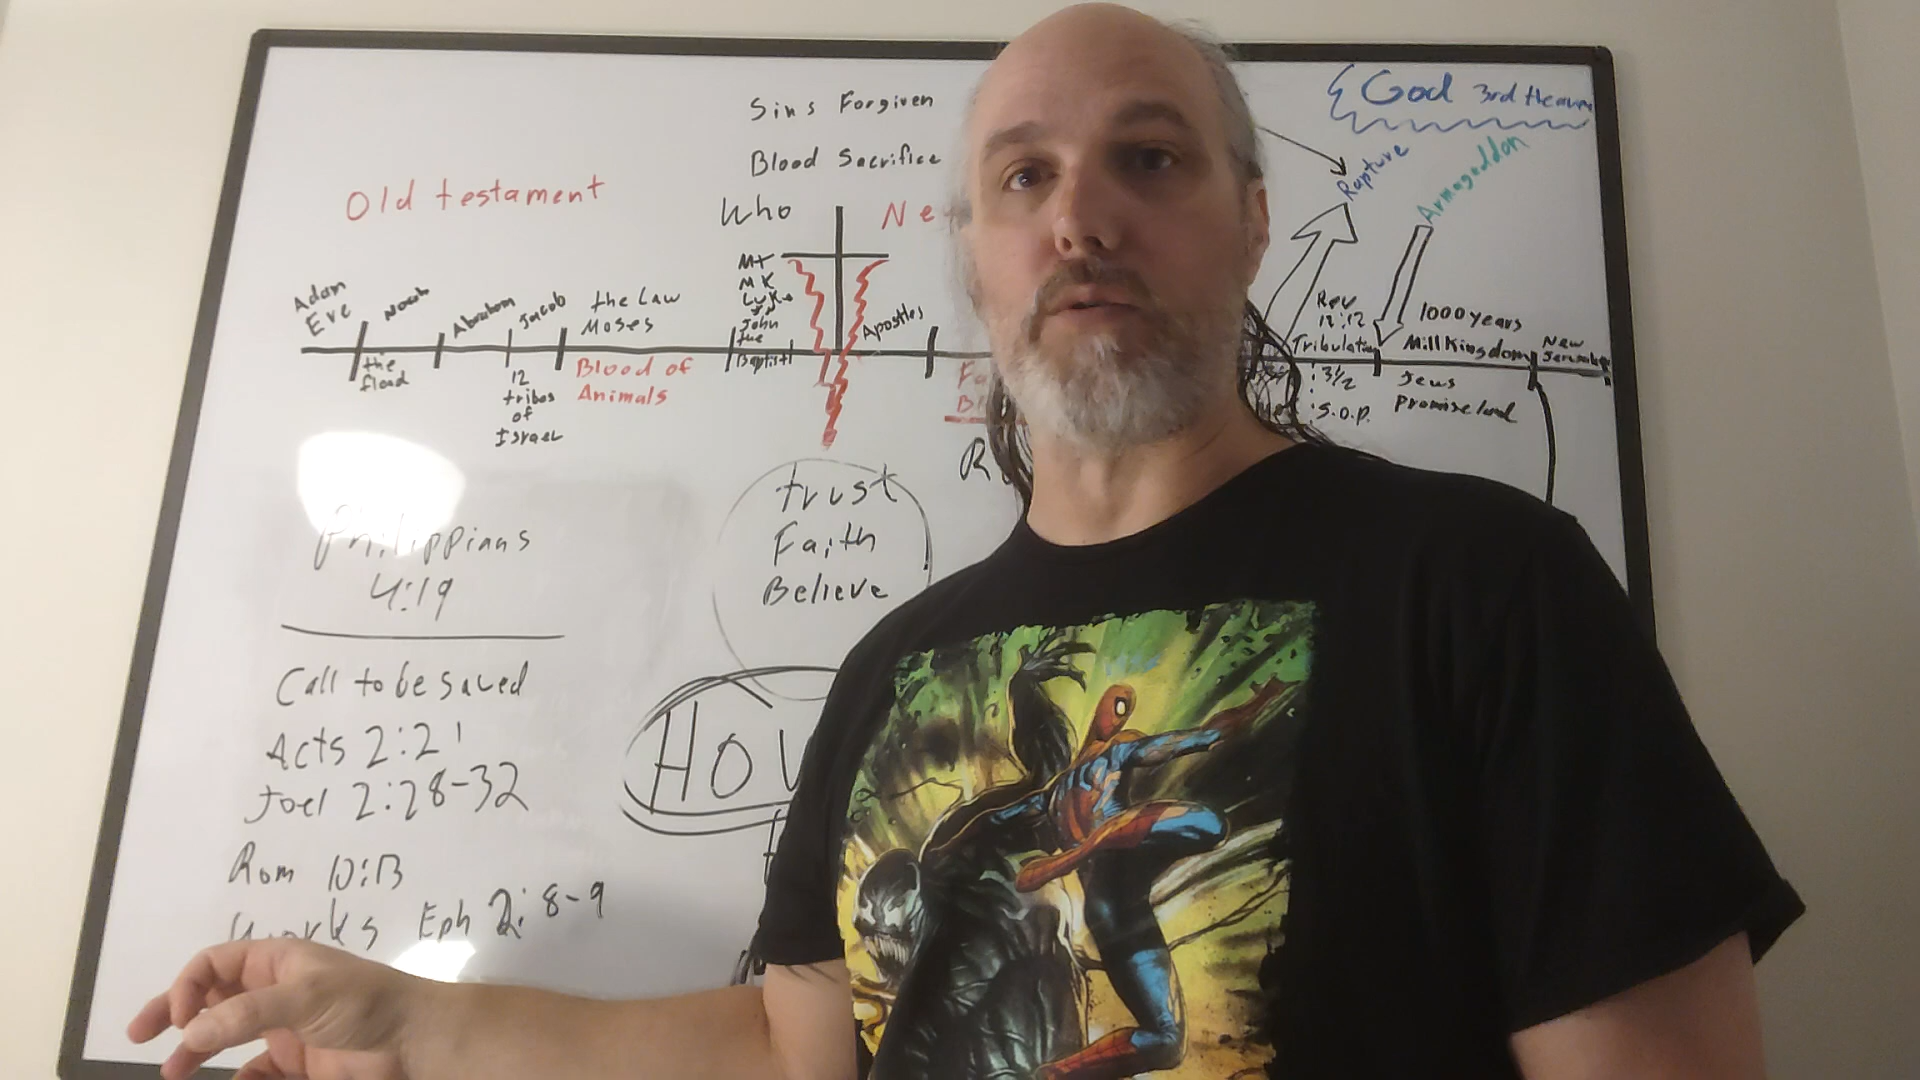 God 3rd Heaven
Sins Forgiven
Blood Sacrifice
Rapture
Armageddon
Old testament
Who
Ne
Adam
Eve
Noah
Abraham
Jacob
the Law
Moses
MT
MK
Luke
JN
John
the
Baptist
Apostles
Rev
12:12
1000 years
Tribulation
Mill Kingdom
New
Jerusalem
the
flood
12
tribes
of
Israel
Blood of
Animals
3 1/2
S.O.P.
Jews
Promise land
trust
Faith
Believe
Philippians
4:19
Call to be saved
Acts 2:21
Joel 2:28-32
HOW
Rom 10:13
Works Eph 2:8-9